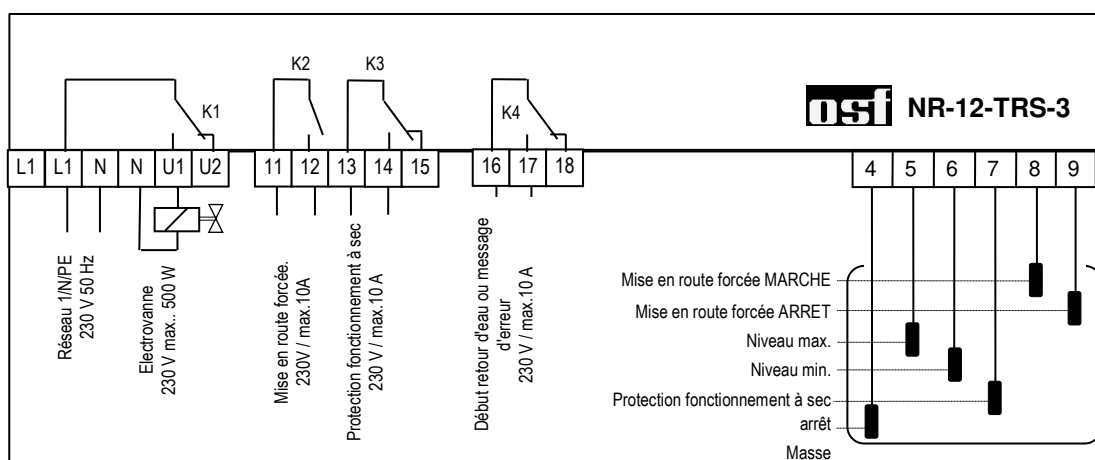 K2
K3
K1
K4
osf NR-12-TRS-3
L1 L1 N N U1 U2 11 12 13 14 15 16 17 18 4 5 6 7 8 9
Réseau 1/N/PE
230 V 50 Hz
Electrovanne
230 V max.. 500 W
Mise en route forcée.
230V / max.10A
Protection fonctionnement à sec
230 V / max.10 A
Début retour d'eau ou message
d'erreur
230 V / max.10 A
Mise en route forcée MARCHE
Mise en route forcée ARRET
Niveau max.
Niveau min.
Protection fonctionnement à sec
arrêt
Masse